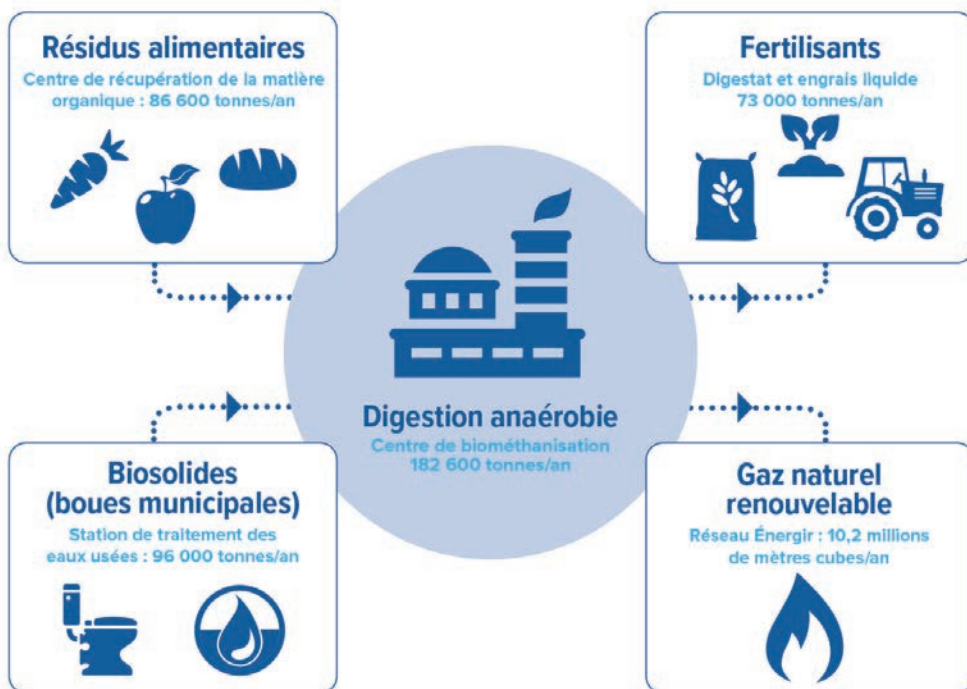 Résidus alimentaires
Centre de récupération de la matière
organique : 86 600 tonnes/an
Fertilisants
Digestat et engrais liquide
73 000 tonnes/an
Digestion anaérobie
Centre de biométhanisation
182 600 tonnes/an
Biosolides
(boues municipales)
Station de traitement des
eaux usées : 96 000 tonnes/an
Gaz naturel
renouvelable
Réseau Énergir : 10,2 millions
de mètres cubes/an